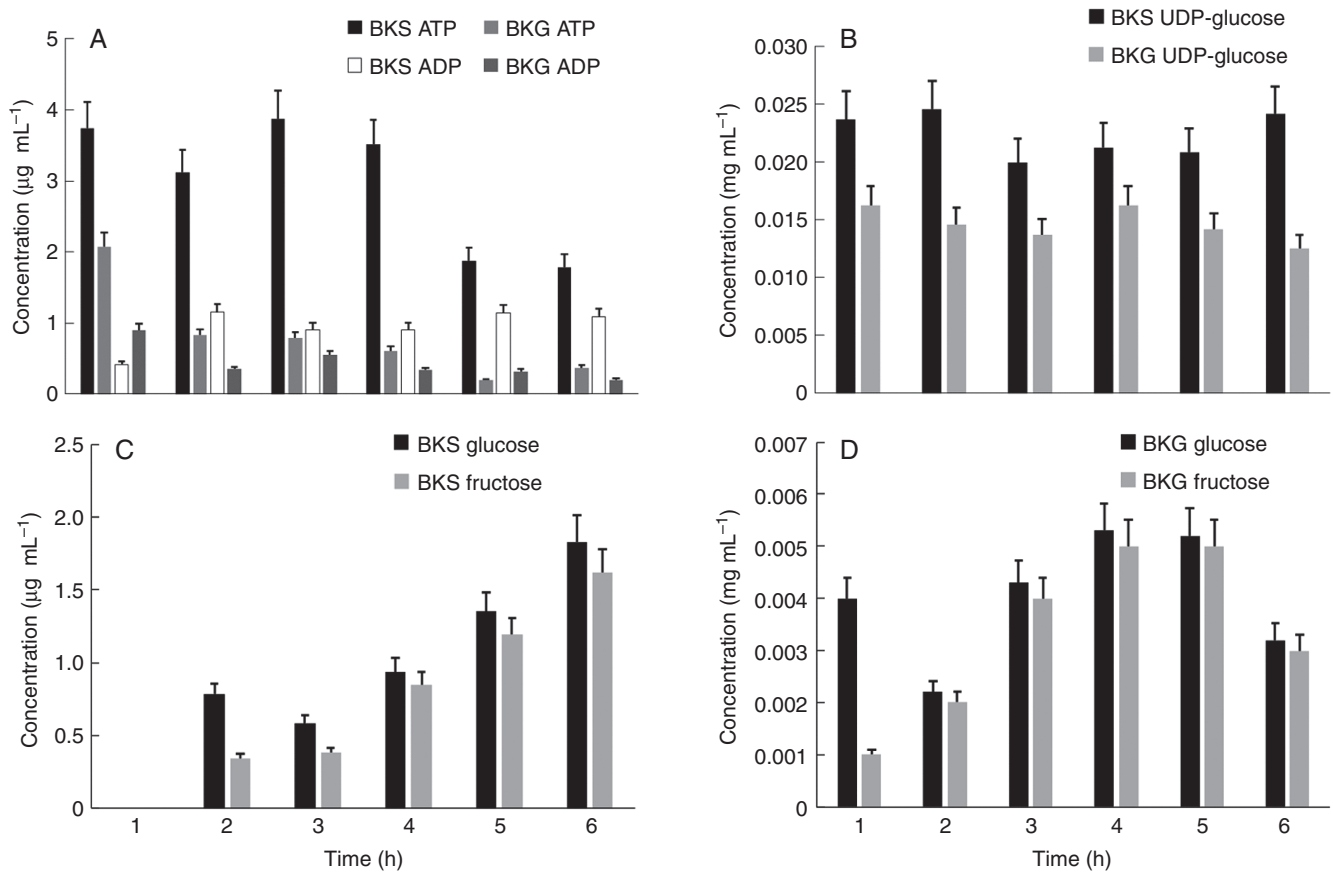 A
BKS ATP
BKG ATP
BKS ADP
BKG ADP
5
4
3
2
1
0
Concentration (µg mL⁻¹)
B
BKS UDP-glucose
BKG UDP-glucose
0.030
0.025
0.020
0.015
0.010
0.005
0
Concentration (mg mL⁻¹)
C
BKS glucose
BKS fructose
2.5
2.0
1.5
1.0
0.5
0
Concentration (µg mL⁻¹)
1 2 3 4 5 6
Time (h)
D
BKG glucose
BKG fructose
0.007
0.006
0.005
0.004
0.003
0.002
0.001
0
Concentration (mg mL⁻¹)
1 2 3 4 5 6
Time (h)